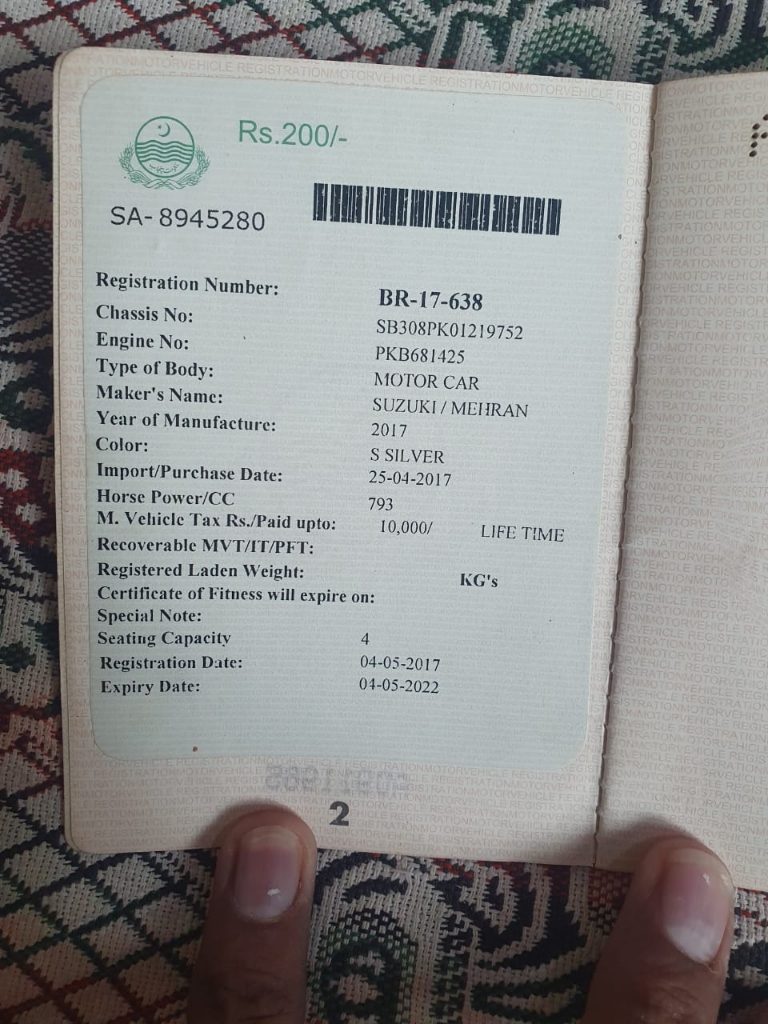 Rs.200/-
SA-8945280
Registration Number: BR-17-638
Chassis No: SB308PK01219752
Engine No: PKB681425
Type of Body: MOTOR CAR
Maker's Name: SUZUKI / MEHRAN
Year of Manufacture: 2017
Color: S SILVER
Import/Purchase Date: 25-04-2017
Horse Power/CC 793
M. Vehicle Tax Rs./Paid upto: 10,000/ LIFE TIME
Recoverable MVT/IT/PFT:
Registered Laden Weight: KG's
Certificate of Fitness will expire on:
Special Note:
Seating Capacity 4
Registration Date: 04-05-2017
Expiry Date: 04-05-2022
2